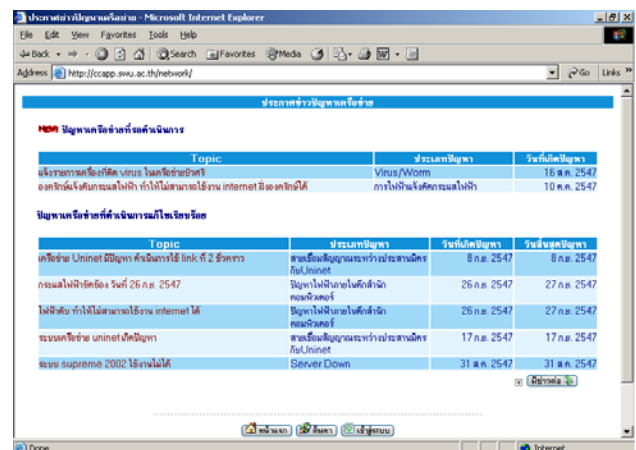 ประกาศข่าวปัญหาเครือข่าย - Microsoft Internet Explorer
File Edit View Favorites Tools Help
Back Search Favorites Media
Address http://ccapp.swu.ac.th/network/ Go Links
ประกาศข่าวปัญหาเครือข่าย
NEW ปัญหาเครือข่ายที่รอดำเนินการ
Topic ประเภทปัญหา วันที่เกิดปัญหา
แจ้งรายการเครื่องที่ติด virus ในเครือข่ายบัวศรี Virus/Worm 16 ส.ค. 2547
องครักษ์แจ้งดับกระแสไฟฟ้า ทำให้ไม่สามารถใช้งาน internet ฝั่งองครักษ์ได้ การไฟฟ้าแจ้งตัดกระแสไฟฟ้า 10 ก.ค. 2547
ปัญหาเครือข่ายที่ดำเนินการแก้ไขเรียบร้อย
Topic ประเภทปัญหา วันที่เกิดปัญหา วันสิ้นสุดปัญหา
เครือข่าย Uninet มีปัญหา ดำเนินการใช้ link ที่ 2 ชั่วคราว สายเชื่อมสัญญาณระหว่างประสานมิตร 8 ก.ย. 2547 8 ก.ย. 2547
กับUninet
กระแสไฟฟ้าขัดข้อง วันที่ 26 ก.ย. 2547 ปัญหาไฟฟ้าภายในตึกสำนัก 26 ก.ย. 2547 27 ก.ย. 2547
คอมพิวเตอร์
ไฟฟ้าดับ ทำให้ไม่สามารถใช้งาน internet ได้ ปัญหาไฟฟ้าภายในตึกสำนัก 26 ก.ย. 2547 27 ก.ย. 2547
คอมพิวเตอร์
ระบบเครือข่าย uninet เกิดปัญหา สายเชื่อมสัญญาณระหว่างประสานมิตร 17 ก.ย. 2547 17 ก.ย. 2547
กับUninet
ระบบ supreme 2002 ใช้งานไม่ได้ Server Down 31 ส.ค. 2547 31 ส.ค. 2547
มีข่าวต่อ
หน้าแรก ค้นหา เข้าสู่ระบบ
Done Internet